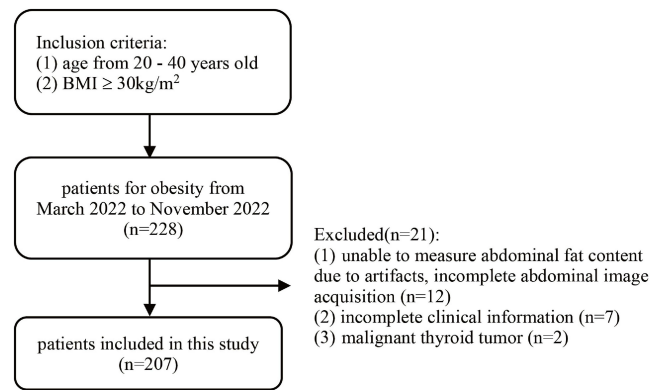 Inclusion criteria:
(1) age from 20 - 40 years old
(2) BMI ≥ 30kg/m²
patients for obesity from
March 2022 to November 2022
(n=228)
Excluded(n=21):
(1) unable to measure abdominal fat content
due to artifacts, incomplete abdominal image
acquisition (n=12)
(2) incomplete clinical information (n=7)
(3) malignant thyroid tumor (n=2)
patients included in this study
(n=207)